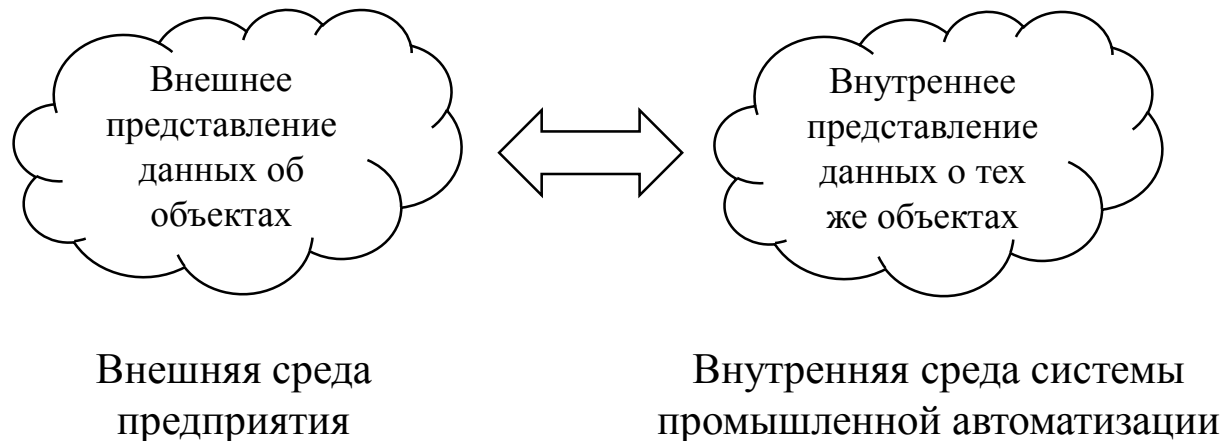 Внешнее
представление
данных об
объектах
Внутреннее
представление
данных о тех
же объектах
Внешняя среда
предприятия
Внутренняя среда системы
промышленной автоматизации